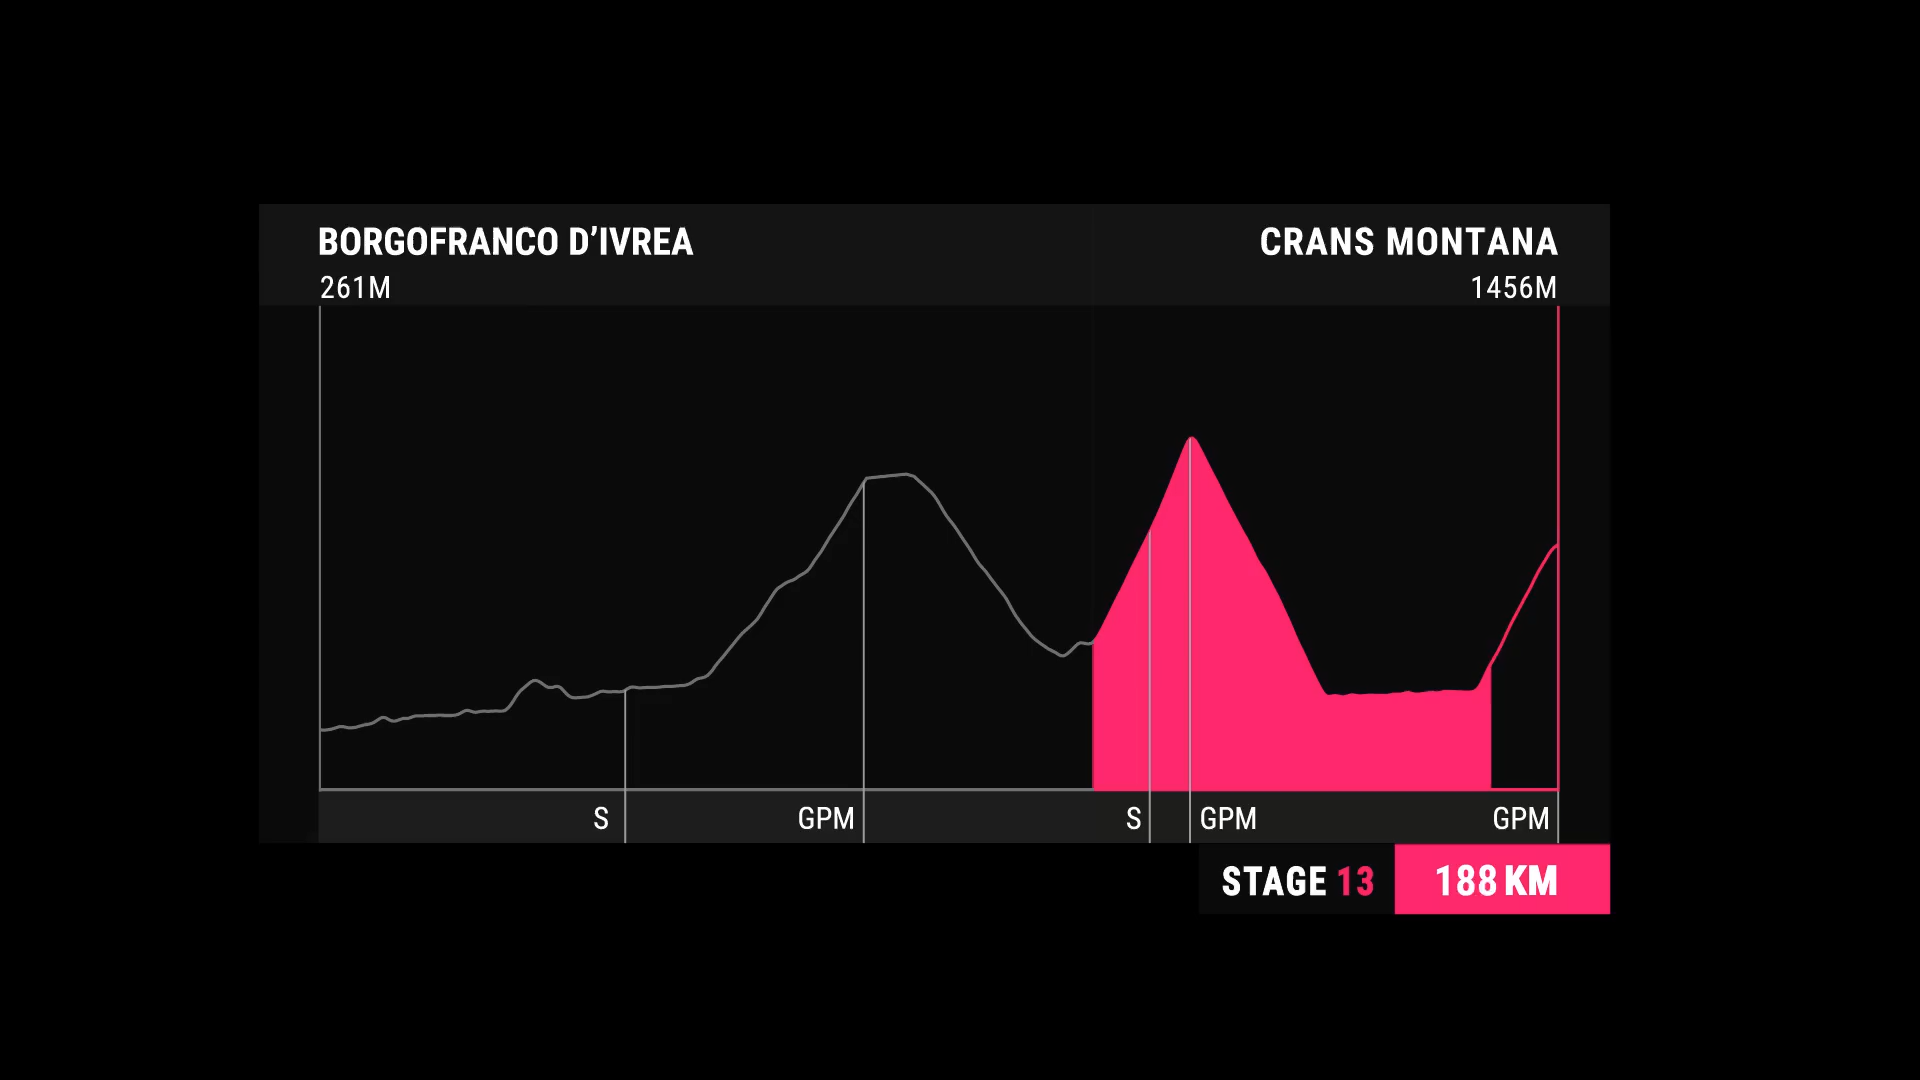 BORGOFRANCO D’IVREA
261M
CRANS MONTANA
1456M
S
GPM
S
GPM
GPM
STAGE 13
188 KM